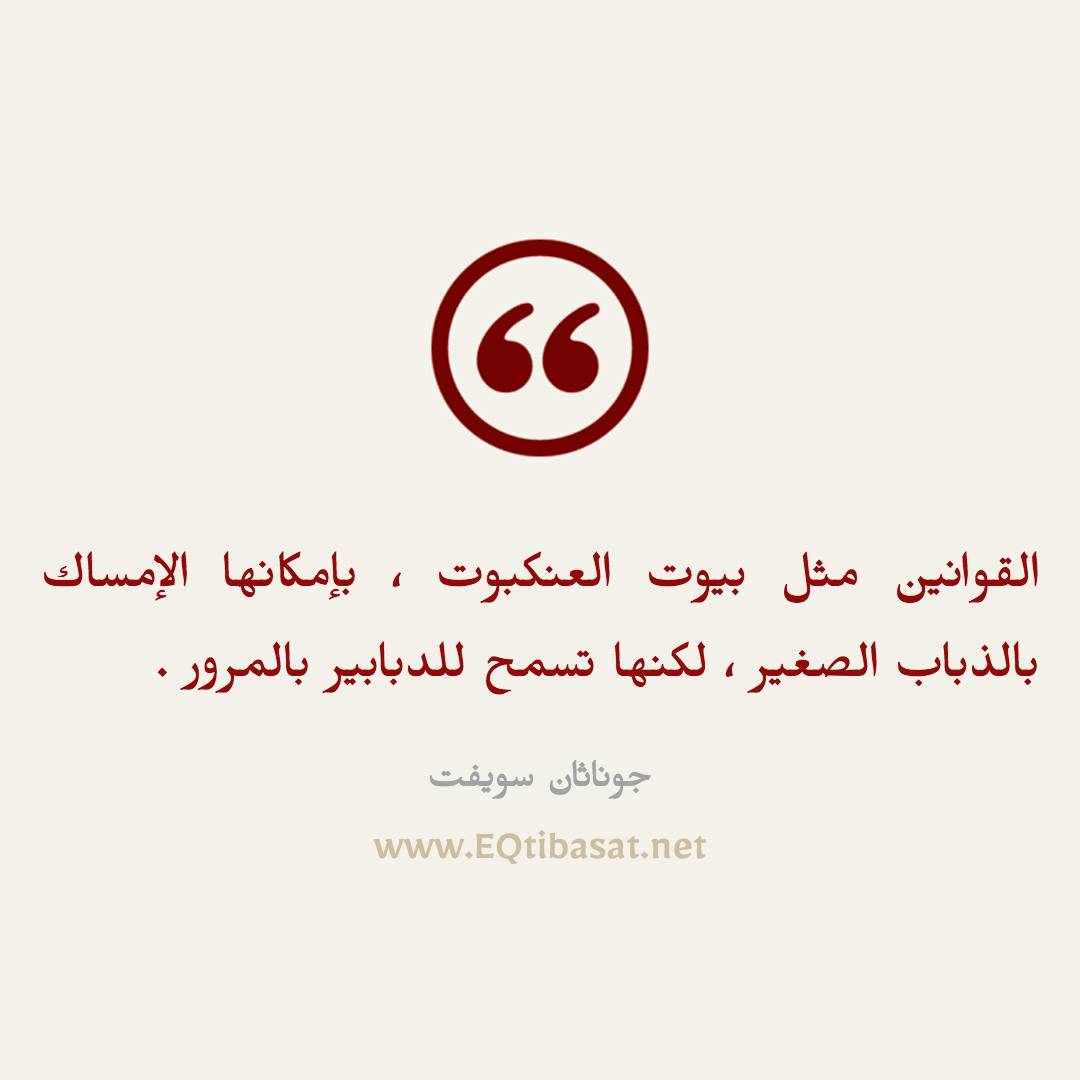 القوانين مثل بيوت العنكبوت ، بإمكانها الإمساك
بالذباب الصغير ، لكنها تسمح للدبابير بالمرور .
جوناثان سويفت
www.EQtibasat.net